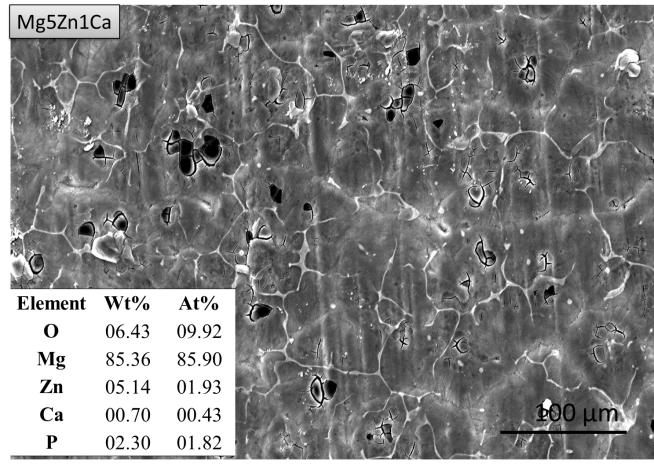 Mg5Zn1Ca
Element Wt% At%
O 06.43 09.92
Mg 85.36 85.90
Zn 05.14 01.93
Ca 00.70 00.43
P 02.30 01.82
100 µm